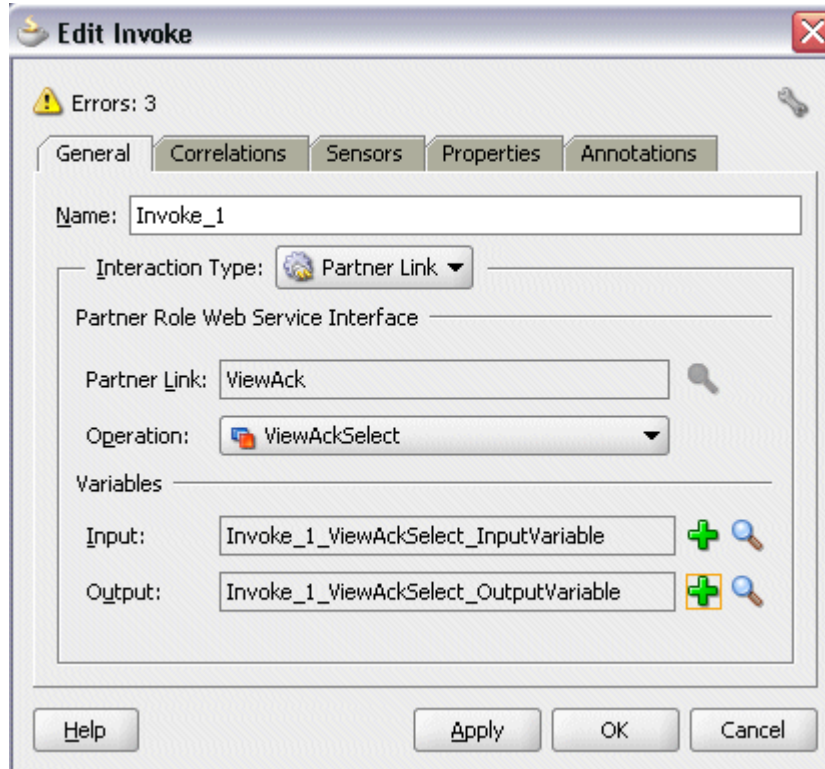 Edit Invoke
Errors: 3
General Correlations Sensors Properties Annotations
Name: Invoke_1
Interaction Type: Partner Link
Partner Role Web Service Interface
Partner Link: ViewAck
Operation: ViewAckSelect
Variables
Input: Invoke_1_ViewAckSelect_InputVariable
Output: Invoke_1_ViewAckSelect_OutputVariable
Help Apply OK Cancel